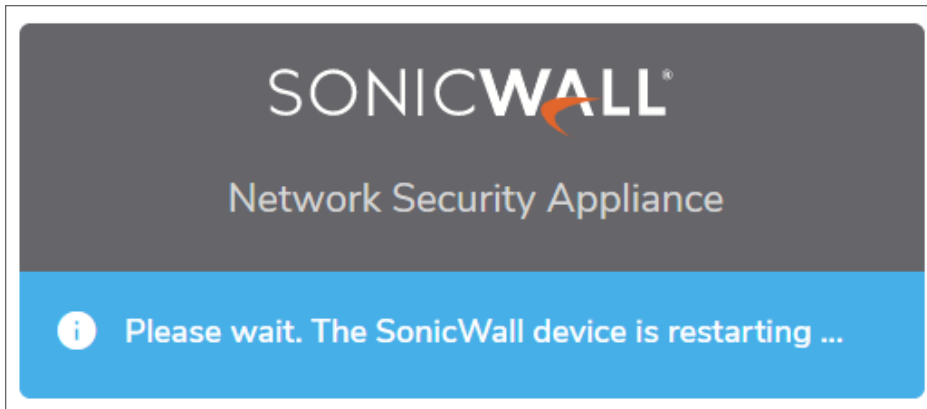 SONICWALL®
Network Security Appliance
Please wait. The SonicWall device is restarting ...